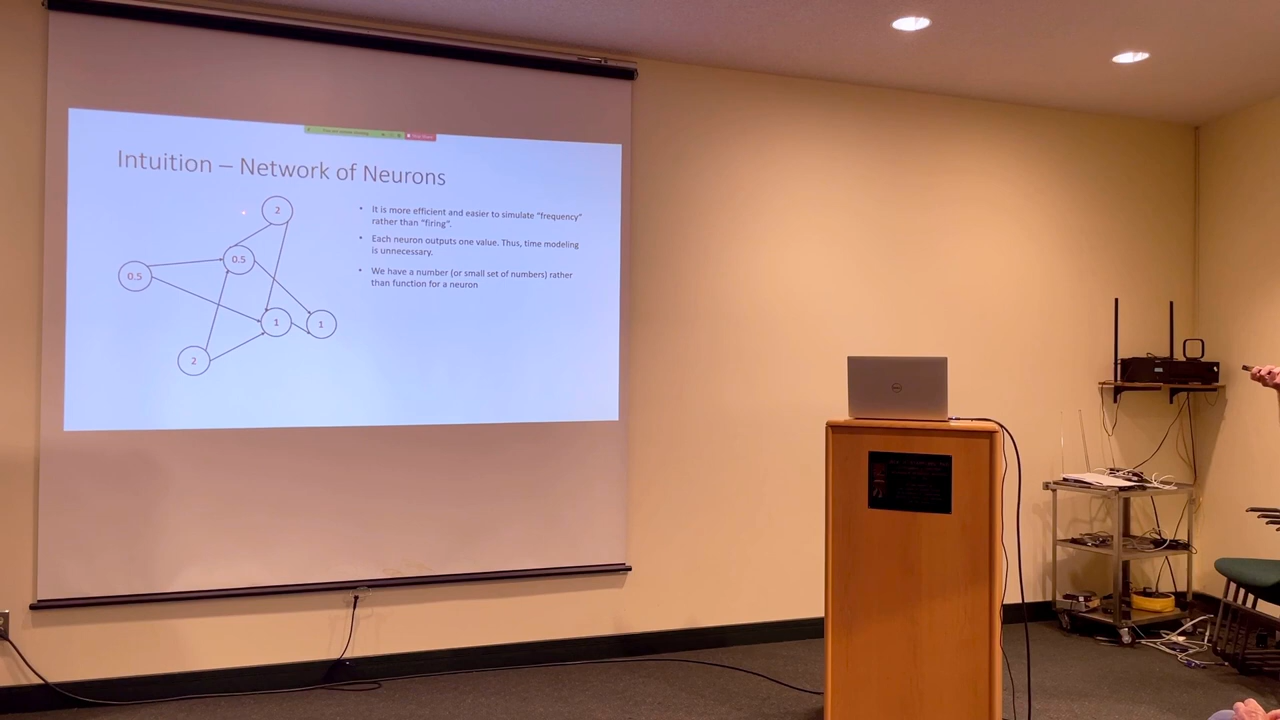 Intuition – Network of Neurons
2
0.5
0.5
1
1
2
• It is more efficient and easier to simulate “frequency”
rather than “firing”.
• Each neuron outputs one value. Thus, time modeling
is unnecessary.
• We have a number (or small set of numbers) rather
than function for a neuron
DELL